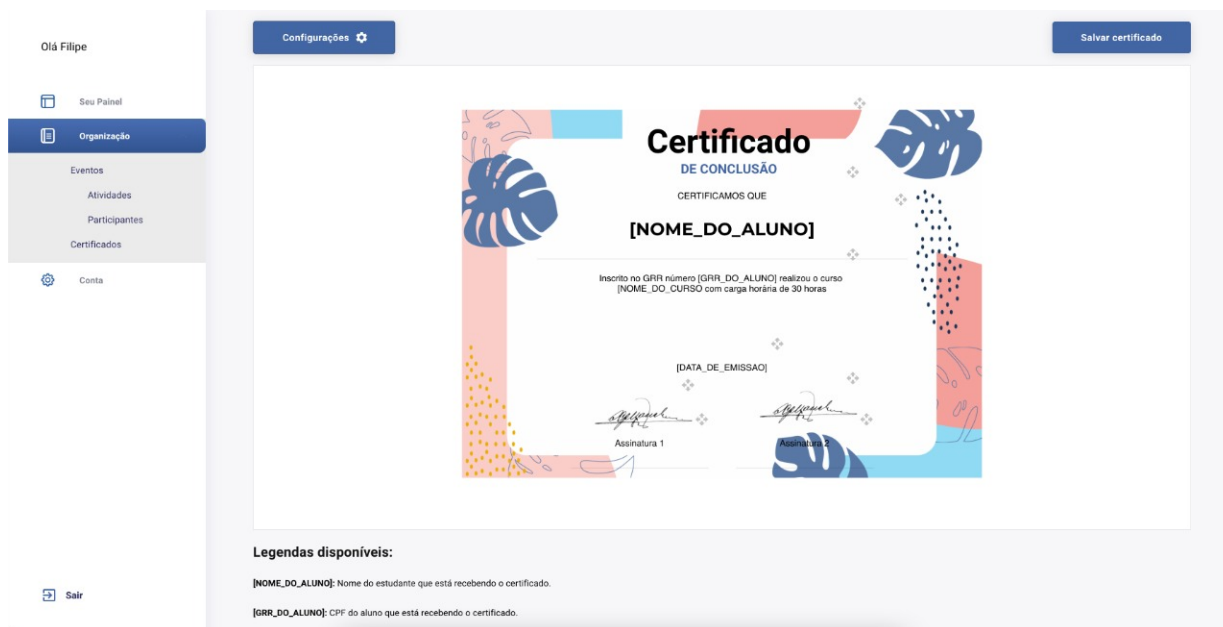 Olá Filipe
Seu Painel
Organização
Eventos
Atividades
Participantes
Certificados
Conta
Sair
Configurações
Salvar certificado
Certificado
DE CONCLUSÃO
CERTIFICAMOS QUE
[NOME_DO_ALUNO]
Inscrito no GRR número [GRR_DO_ALUNO] realizou o curso
[NOME_DO_CURSO com carga horária de 30 horas
[DATA_DE_EMISSAO]
Assinatura 1
Assinatura 2
Legendas disponíveis:
[NOME_DO_ALUNO]: Nome do estudante que está recebendo o certificado.
[GRR_DO_ALUNO]: CPF do aluno que está recebendo o certificado.